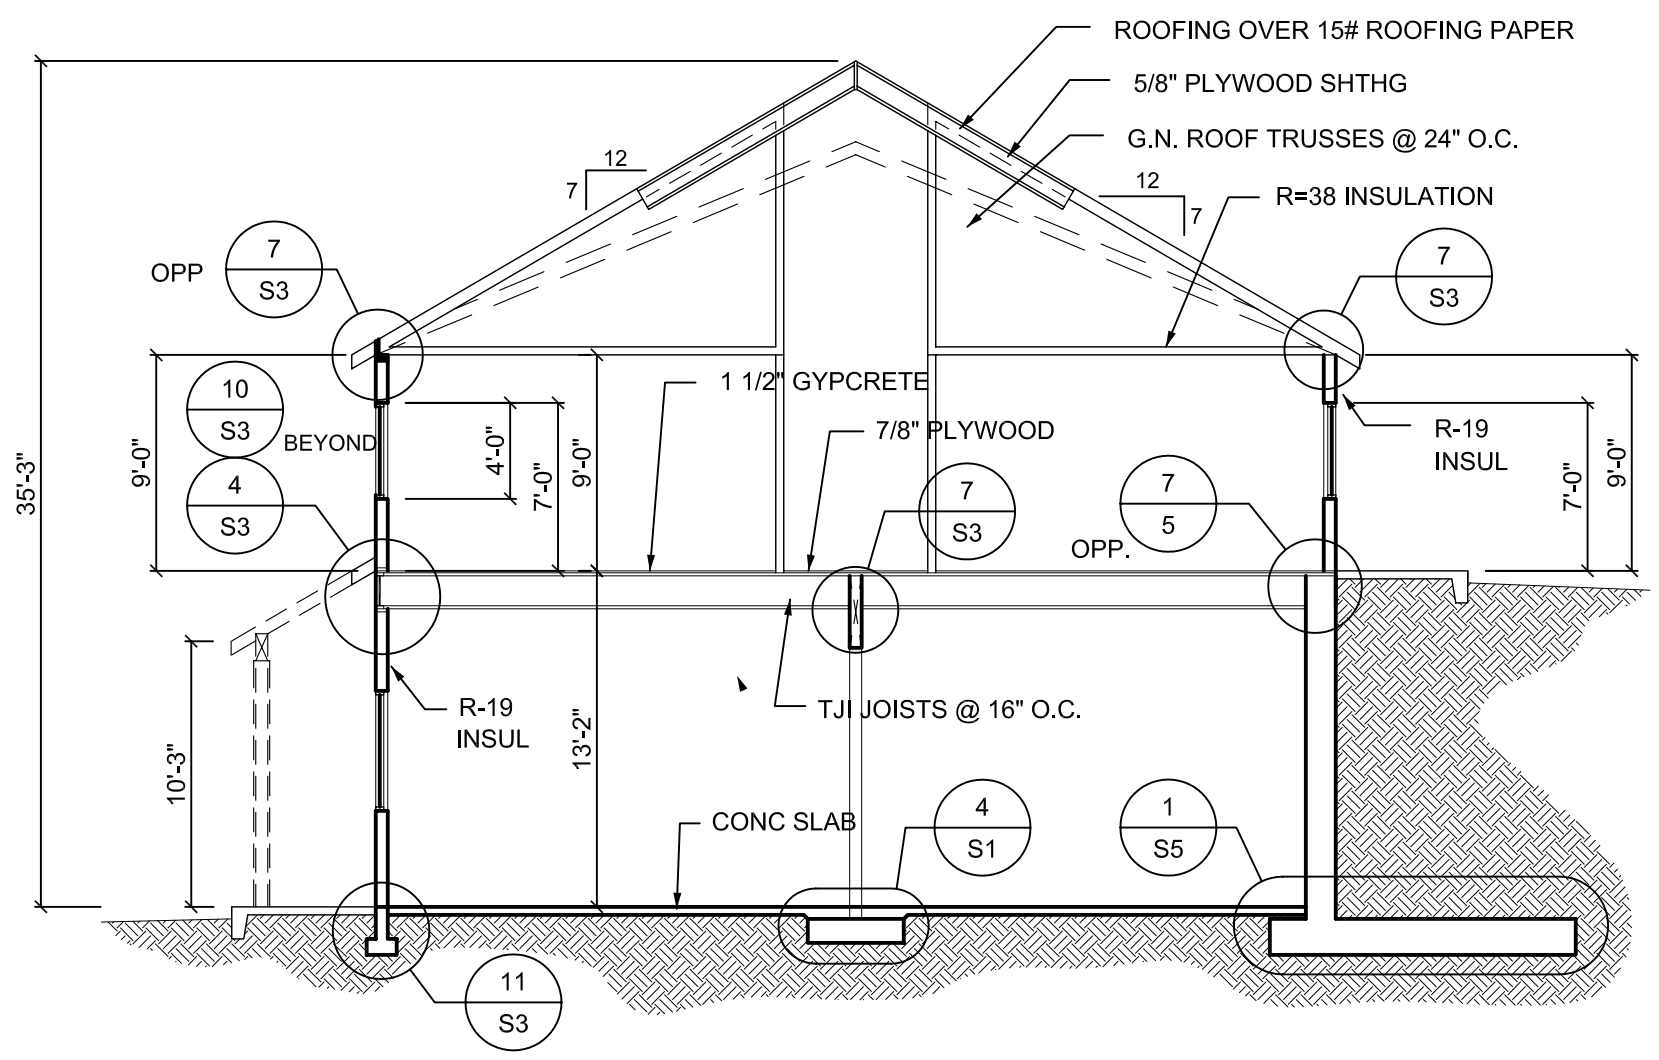 ROOFING OVER 15# ROOFING PAPER
5/8" PLYWOOD SHTHG
G.N. ROOF TRUSSES @ 24" O.C.
12
7
12
7
R=38 INSULATION
OPP
7
S3
7
S3
35'-3"
9'-0"
10
S3
BEYOND
4
S3
4'-0"
7'-0"
9'-0"
1 1/2" GYPCRETE
7/8" PLYWOOD
7
S3
7
5
OPP.
R-19
INSUL
7'-0"
9'-0"
10'-3"
R-19
INSUL
13'-2"
TJI JOISTS @ 16" O.C.
CONC SLAB
4
S1
1
S5
11
S3